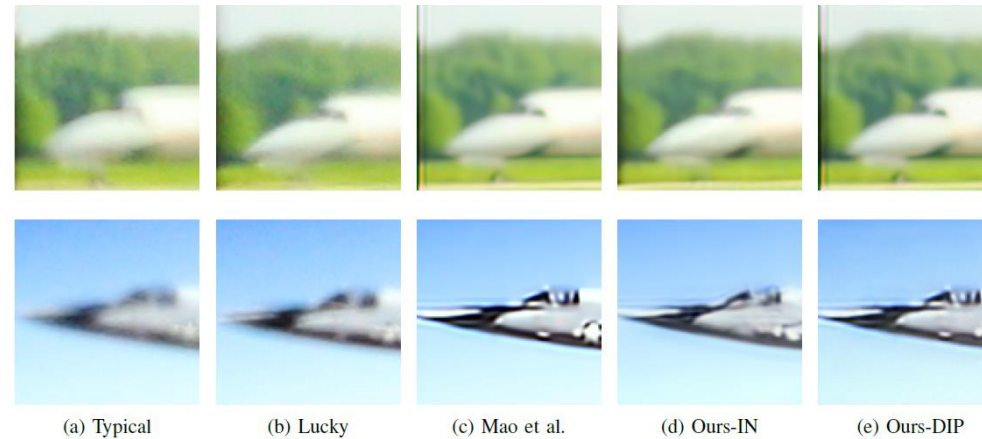 (a) Typical
(b) Lucky
(c) Mao et al.
(d) Ours-IN
(e) Ours-DIP